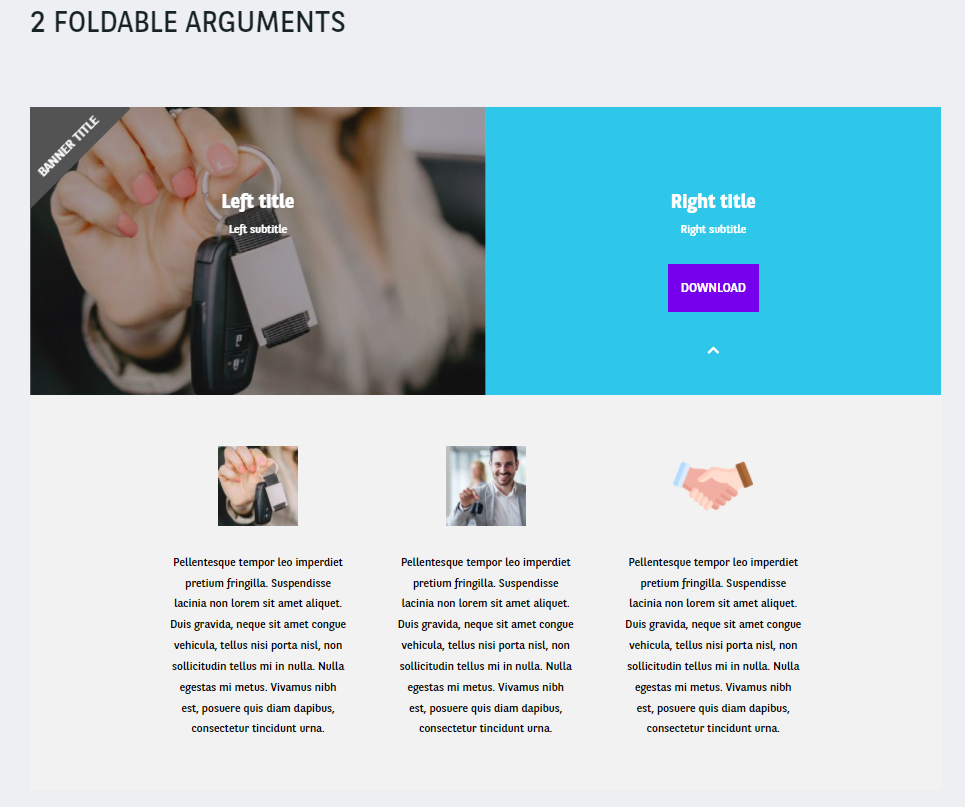 2 FOLDABLE ARGUMENTS
BANNER TITLE
Left title
Left subtitle
Right title
Right subtitle
DOWNLOAD
Pellentesque tempor leo imperdiet
pretium fringilla. Suspendisse
lacinia non lorem sit amet aliquet.
Duis gravida, neque sit amet congue
vehicula, tellus nisi porta nisl, non
sollicitudin tellus mi in nulla. Nulla
egestas mi metus. Vivamus nibh
est, posuere quis diam dapibus,
consectetur tincidunt urna.
Pellentesque tempor leo imperdiet
pretium fringilla. Suspendisse
lacinia non lorem sit amet aliquet.
Duis gravida, neque sit amet congue
vehicula, tellus nisi porta nisl, non
sollicitudin tellus mi in nulla. Nulla
egestas mi metus. Vivamus nibh
est, posuere quis diam dapibus,
consectetur tincidunt urna.
Pellentesque tempor leo imperdiet
pretium fringilla. Suspendisse
lacinia non lorem sit amet aliquet.
Duis gravida, neque sit amet congue
vehicula, tellus nisi porta nisl, non
sollicitudin tellus mi in nulla. Nulla
egestas mi metus. Vivamus nibh
est, posuere quis diam dapibus,
consectetur tincidunt urna.